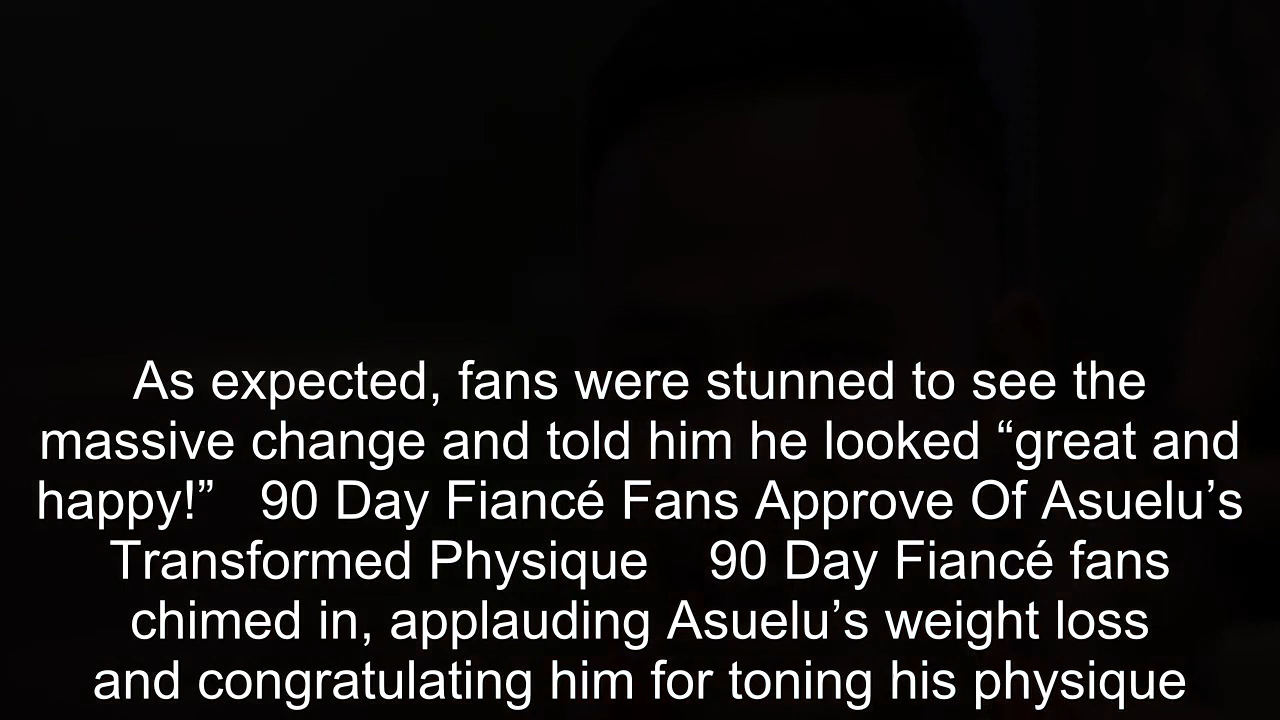 As expected, fans were stunned to see the
massive change and told him he looked “great and
happy!”   90 Day Fiancé Fans Approve Of Asuelu’s
Transformed Physique    90 Day Fiancé fans
chimed in, applauding Asuelu’s weight loss
and congratulating him for toning his physique